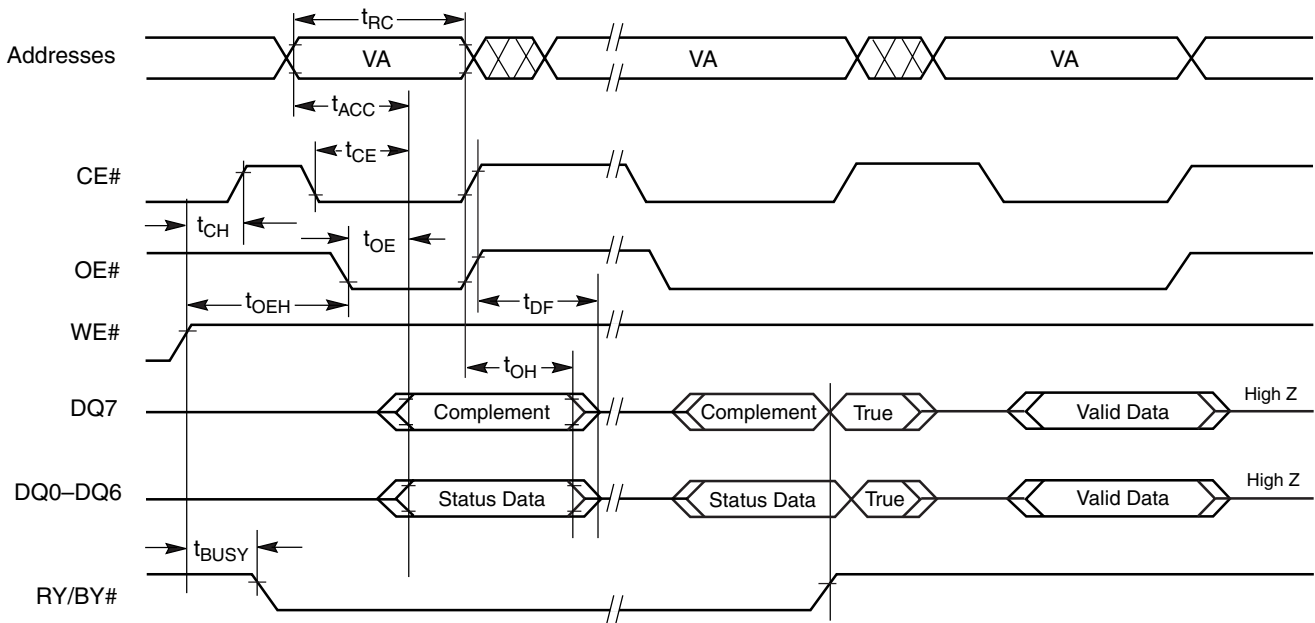 tRC
Addresses VA VA VA
tACC
tCE
CE#
tCH tOE
OE#
tOEH tDF
WE#
tOH
DQ7 Complement Complement True Valid Data High Z
DQ0–DQ6 Status Data Status Data True Valid Data High Z
tBUSY
RY/BY#